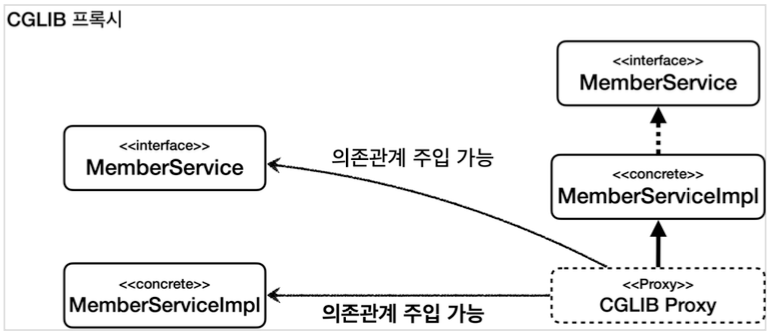 CGLIB 프록시
<<interface>>
MemberService
<<interface>>
MemberService
의존관계 주입 가능
<<concrete>>
MemberServiceImpl
<<concrete>>
MemberServiceImpl
의존관계 주입 가능
<<Proxy>>
CGLIB Proxy